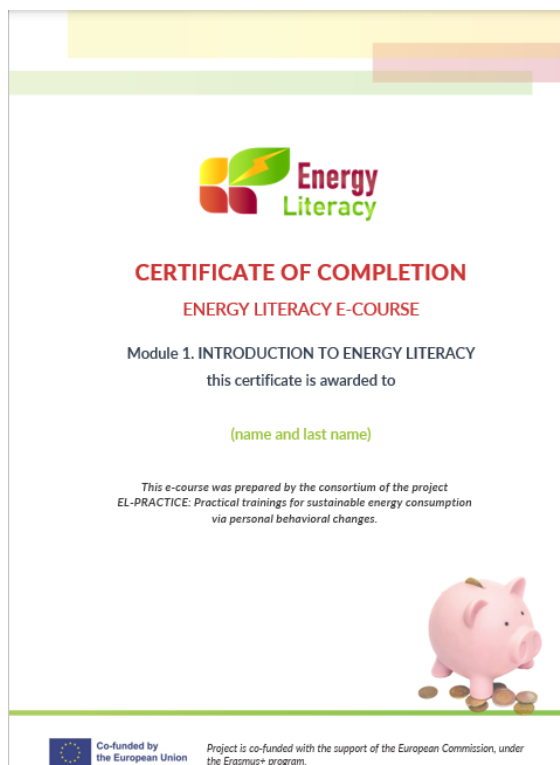 Energy
Literacy
CERTIFICATE OF COMPLETION
ENERGY LITERACY E-COURSE
Module 1. INTRODUCTION TO ENERGY LITERACY
this certificate is awarded to
(name and last name)
This e-course was prepared by the consortium of the project
EL-PRACTICE: Practical trainings for sustainable energy consumption
via personal behavioral changes.
Co-funded by
the European Union
Project is co-funded with the support of the European Commission, under
the Erasmus+ program.